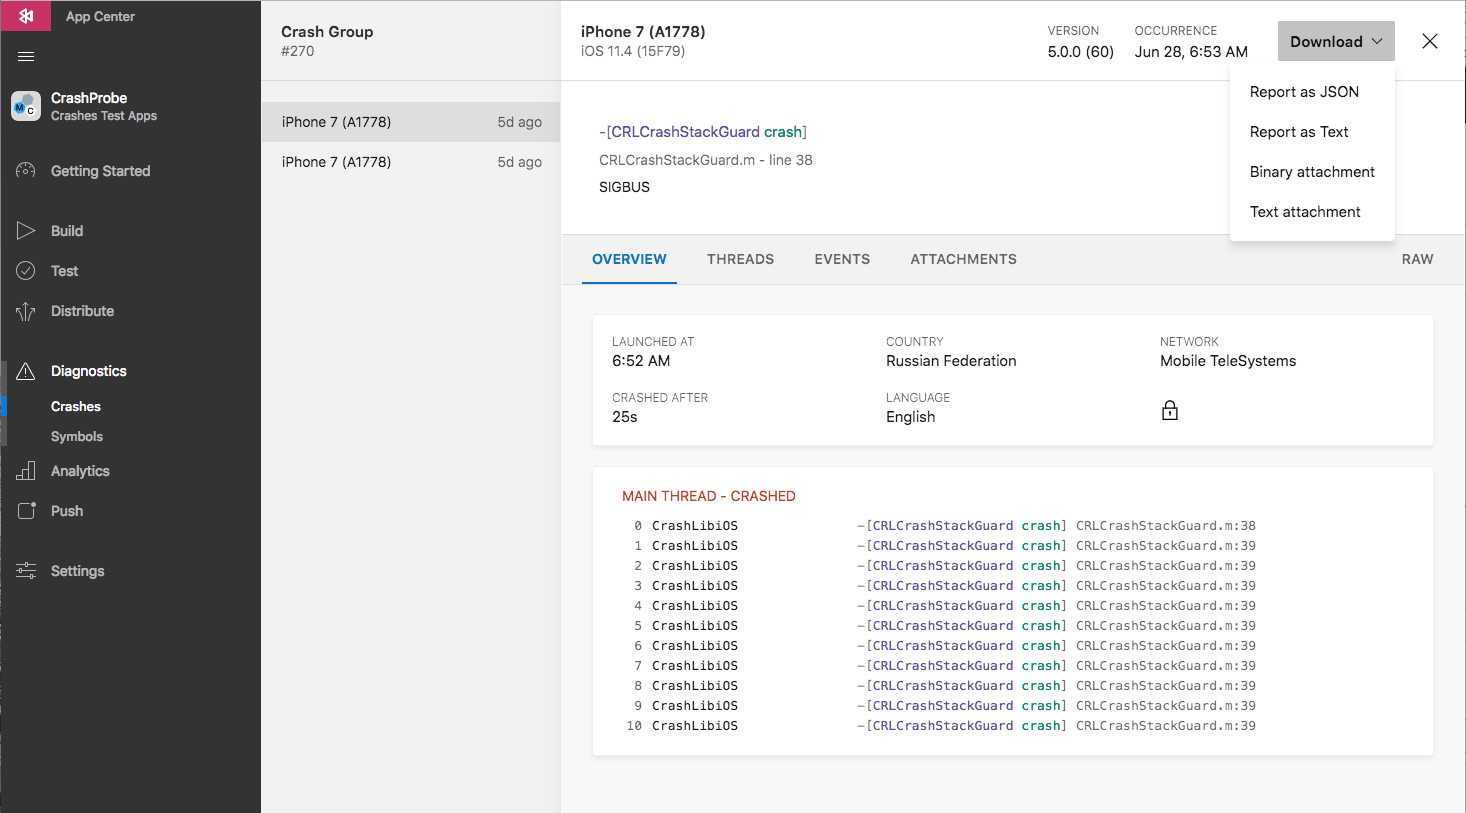 App Center
CrashProbe
Crashes Test Apps
Getting Started
Build
Test
Distribute
Diagnostics
Crashes
Symbols
Analytics
Push
Settings
Crash Group
#270
iPhone 7 (A1778) 5d ago
iPhone 7 (A1778) 5d ago
iPhone 7 (A1778)
iOS 11.4 (15F79)
VERSION
5.0.0 (60)
OCCURRENCE
Jun 28, 6:53 AM
Download
Report as JSON
Report as Text
Binary attachment
Text attachment
-[CRLCrashStackGuard crash]
CRLCrashStackGuard.m - line 38
SIGBUS
OVERVIEW THREADS EVENTS ATTACHMENTS RAW
LAUNCHED AT
6:52 AM
COUNTRY
Russian Federation
NETWORK
Mobile TeleSystems
CRASHED AFTER
25s
LANGUAGE
English
MAIN THREAD - CRASHED
0 CrashLibiOS -[CRLCrashStackGuard crash] CRLCrashStackGuard.m:38
1 CrashLibiOS -[CRLCrashStackGuard crash] CRLCrashStackGuard.m:39
2 CrashLibiOS -[CRLCrashStackGuard crash] CRLCrashStackGuard.m:39
3 CrashLibiOS -[CRLCrashStackGuard crash] CRLCrashStackGuard.m:39
4 CrashLibiOS -[CRLCrashStackGuard crash] CRLCrashStackGuard.m:39
5 CrashLibiOS -[CRLCrashStackGuard crash] CRLCrashStackGuard.m:39
6 CrashLibiOS -[CRLCrashStackGuard crash] CRLCrashStackGuard.m:39
7 CrashLibiOS -[CRLCrashStackGuard crash] CRLCrashStackGuard.m:39
8 CrashLibiOS -[CRLCrashStackGuard crash] CRLCrashStackGuard.m:39
9 CrashLibiOS -[CRLCrashStackGuard crash] CRLCrashStackGuard.m:39
10 CrashLibiOS -[CRLCrashStackGuard crash] CRLCrashStackGuard.m:39